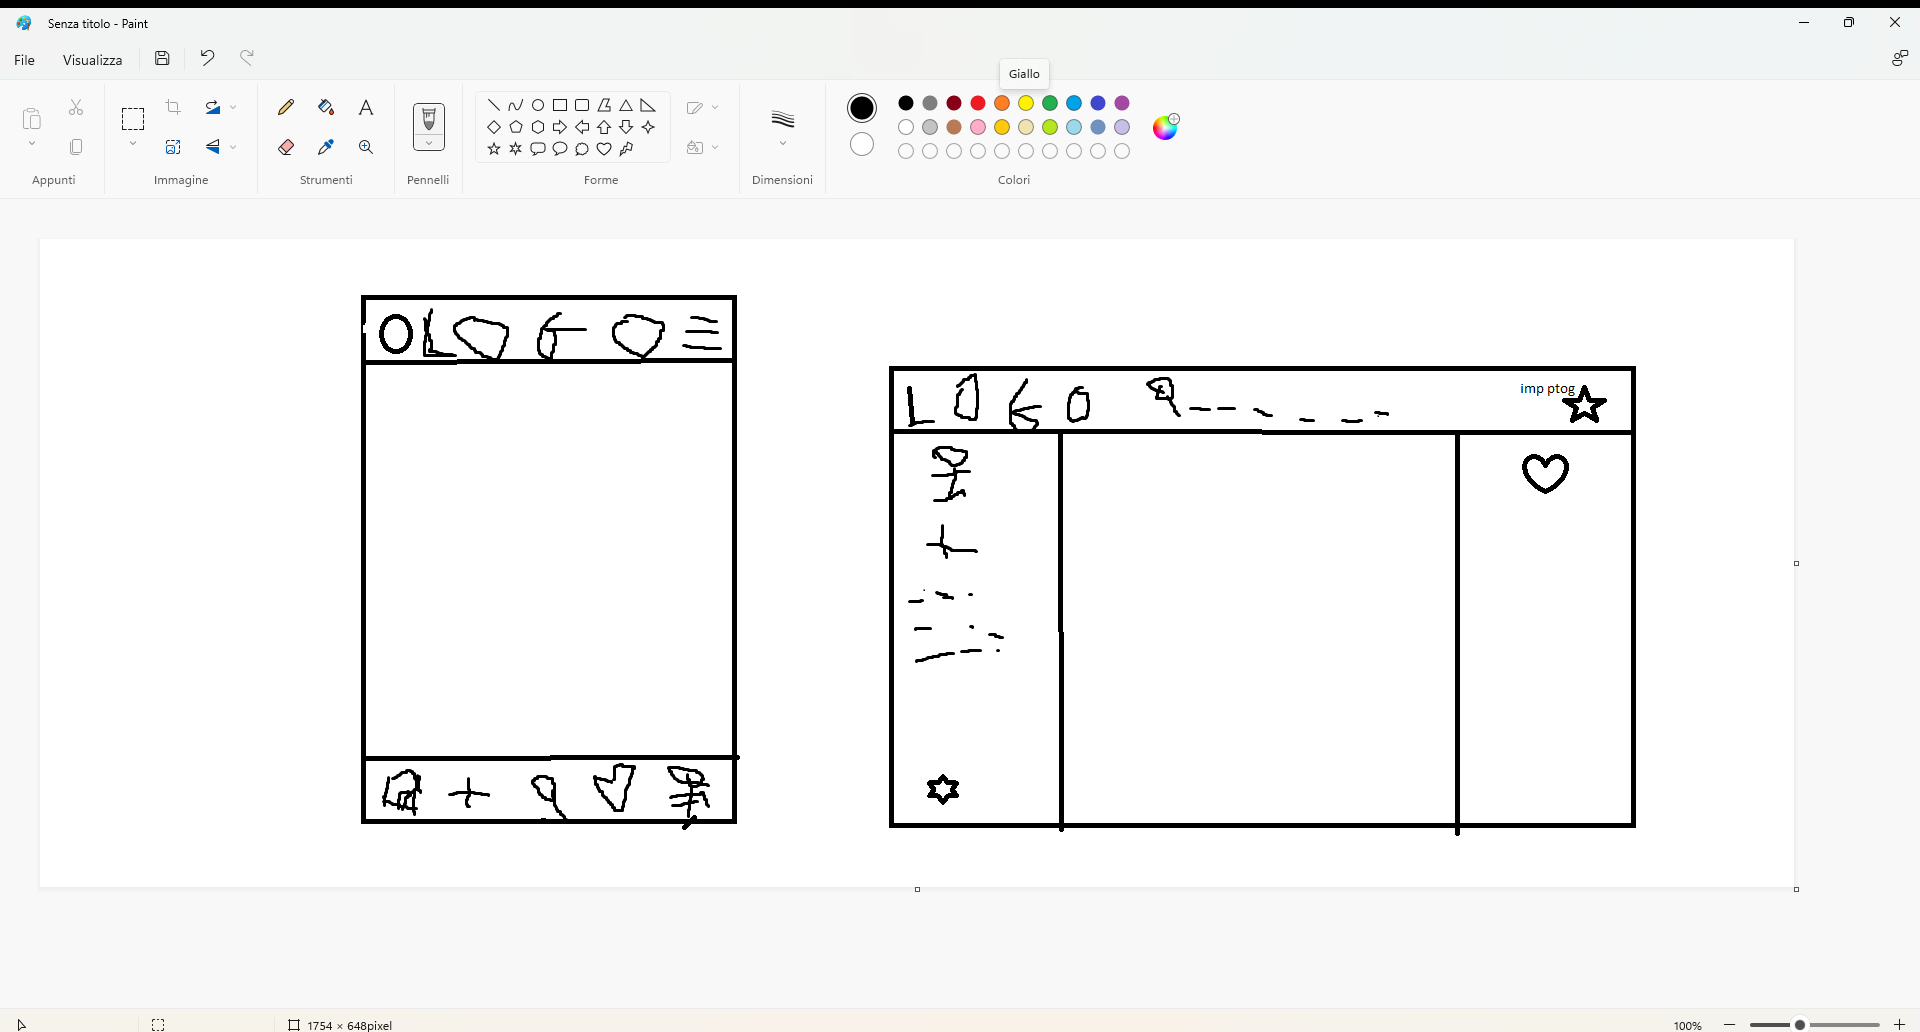 Senza titolo - Paint
File
Visualizza
Giallo
Appunti
Immagine
Strumenti
Pennelli
Forme
Dimensioni
Colori
imp ptog
1754 × 648pixel
100%